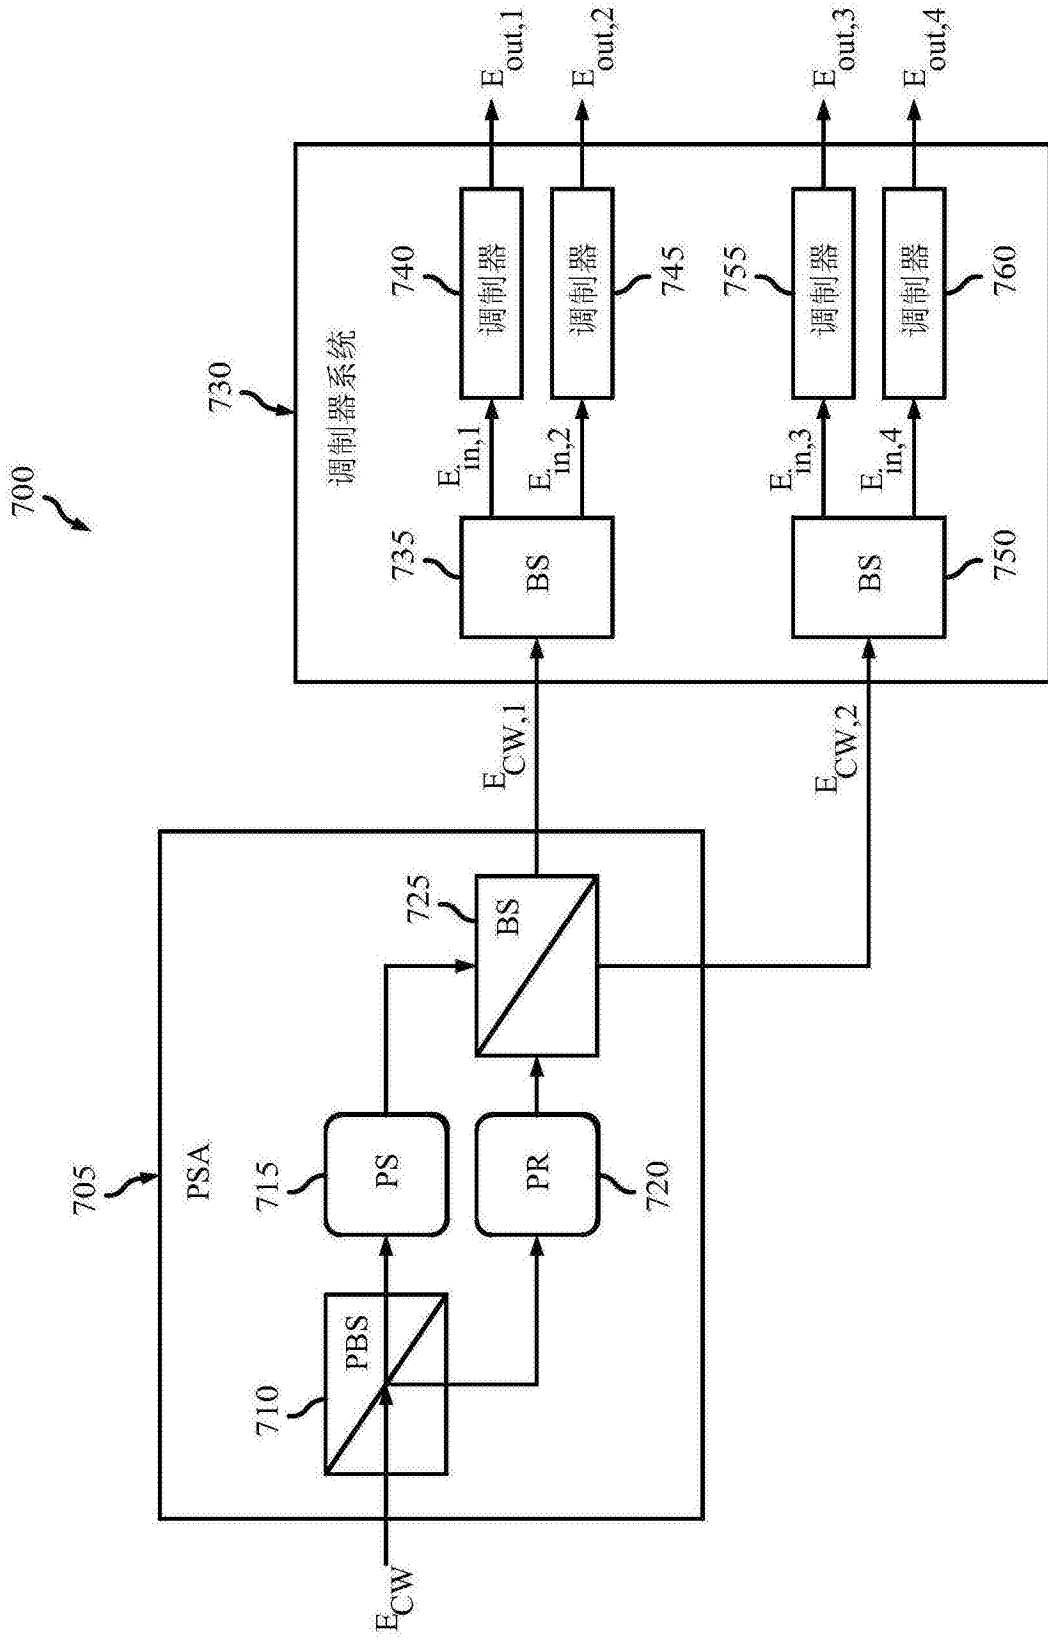 700
705
PSA
E_CW
710
PBS
715
PS
PR
720
725
BS
E_CW,1
E_CW,2
730
调制器系统
735
BS
E_in,1
E_in,2
740
调制器
调制器
745
E_out,1
E_out,2
BS
750
E_in,3
E_in,4
755
调制器
调制器
760
E_out,3
E_out,4